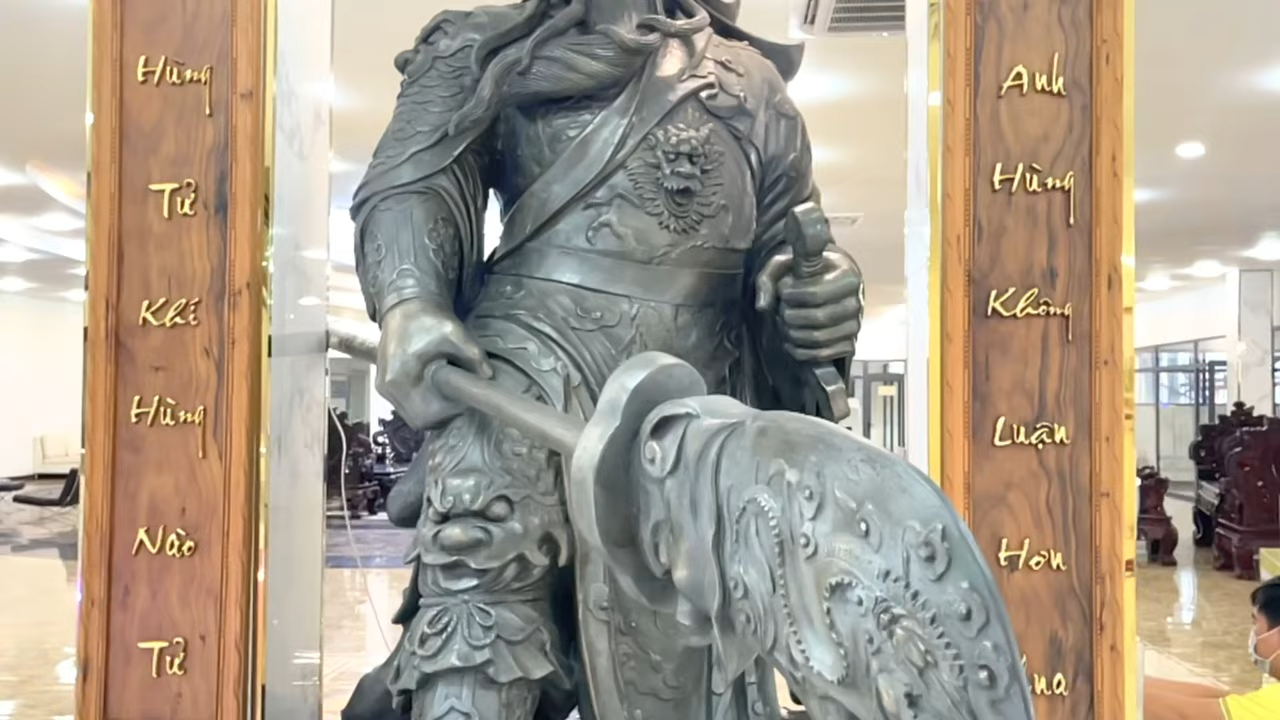 Hùng
Tử
Khí
Hùng
Nào
Tử
Anh
Hùng
Không
Luận
Hơn